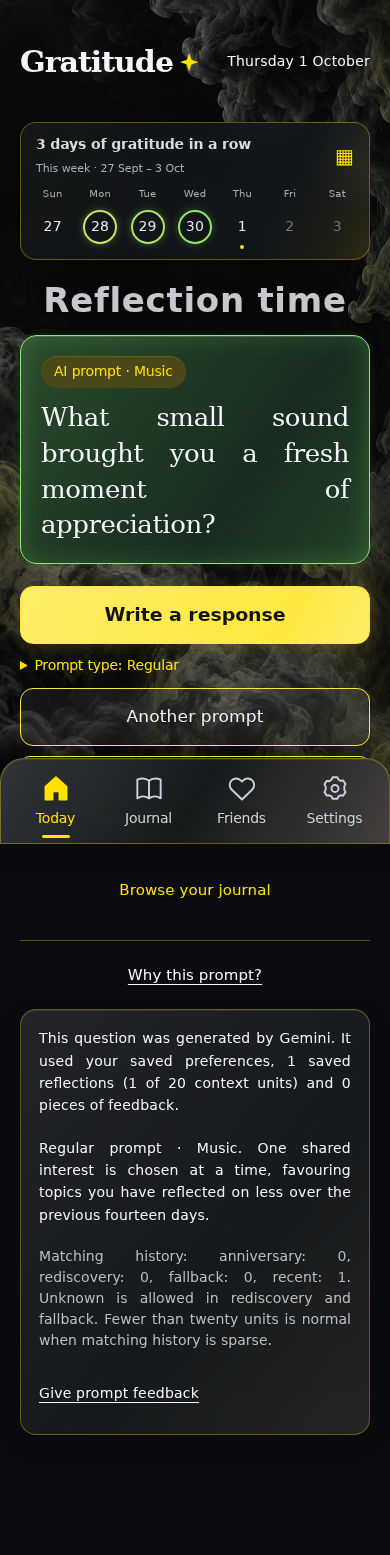 Gratitude
Thursday 1 October
3 days of gratitude in a row
This week · 27 Sept – 3 Oct
Sun Mon Tue Wed Thu Fri Sat
27 28 29 30 1 2 3
Reflection time
AI prompt · Music
What small sound
brought you a fresh
moment of
appreciation?
Write a response
Prompt type: Regular
Another prompt
Today Journal Friends Settings
Browse your journal
Why this prompt?
This question was generated by Gemini. It
used your saved preferences, 1 saved
reflections (1 of 20 context units) and 0
pieces of feedback.
Regular prompt · Music. One shared
interest is chosen at a time, favouring
topics you have reflected on less over the
previous fourteen days.
Matching history: anniversary: 0,
rediscovery: 0, fallback: 0, recent: 1.
Unknown is allowed in rediscovery and
fallback. Fewer than twenty units is normal
when matching history is sparse.
Give prompt feedback